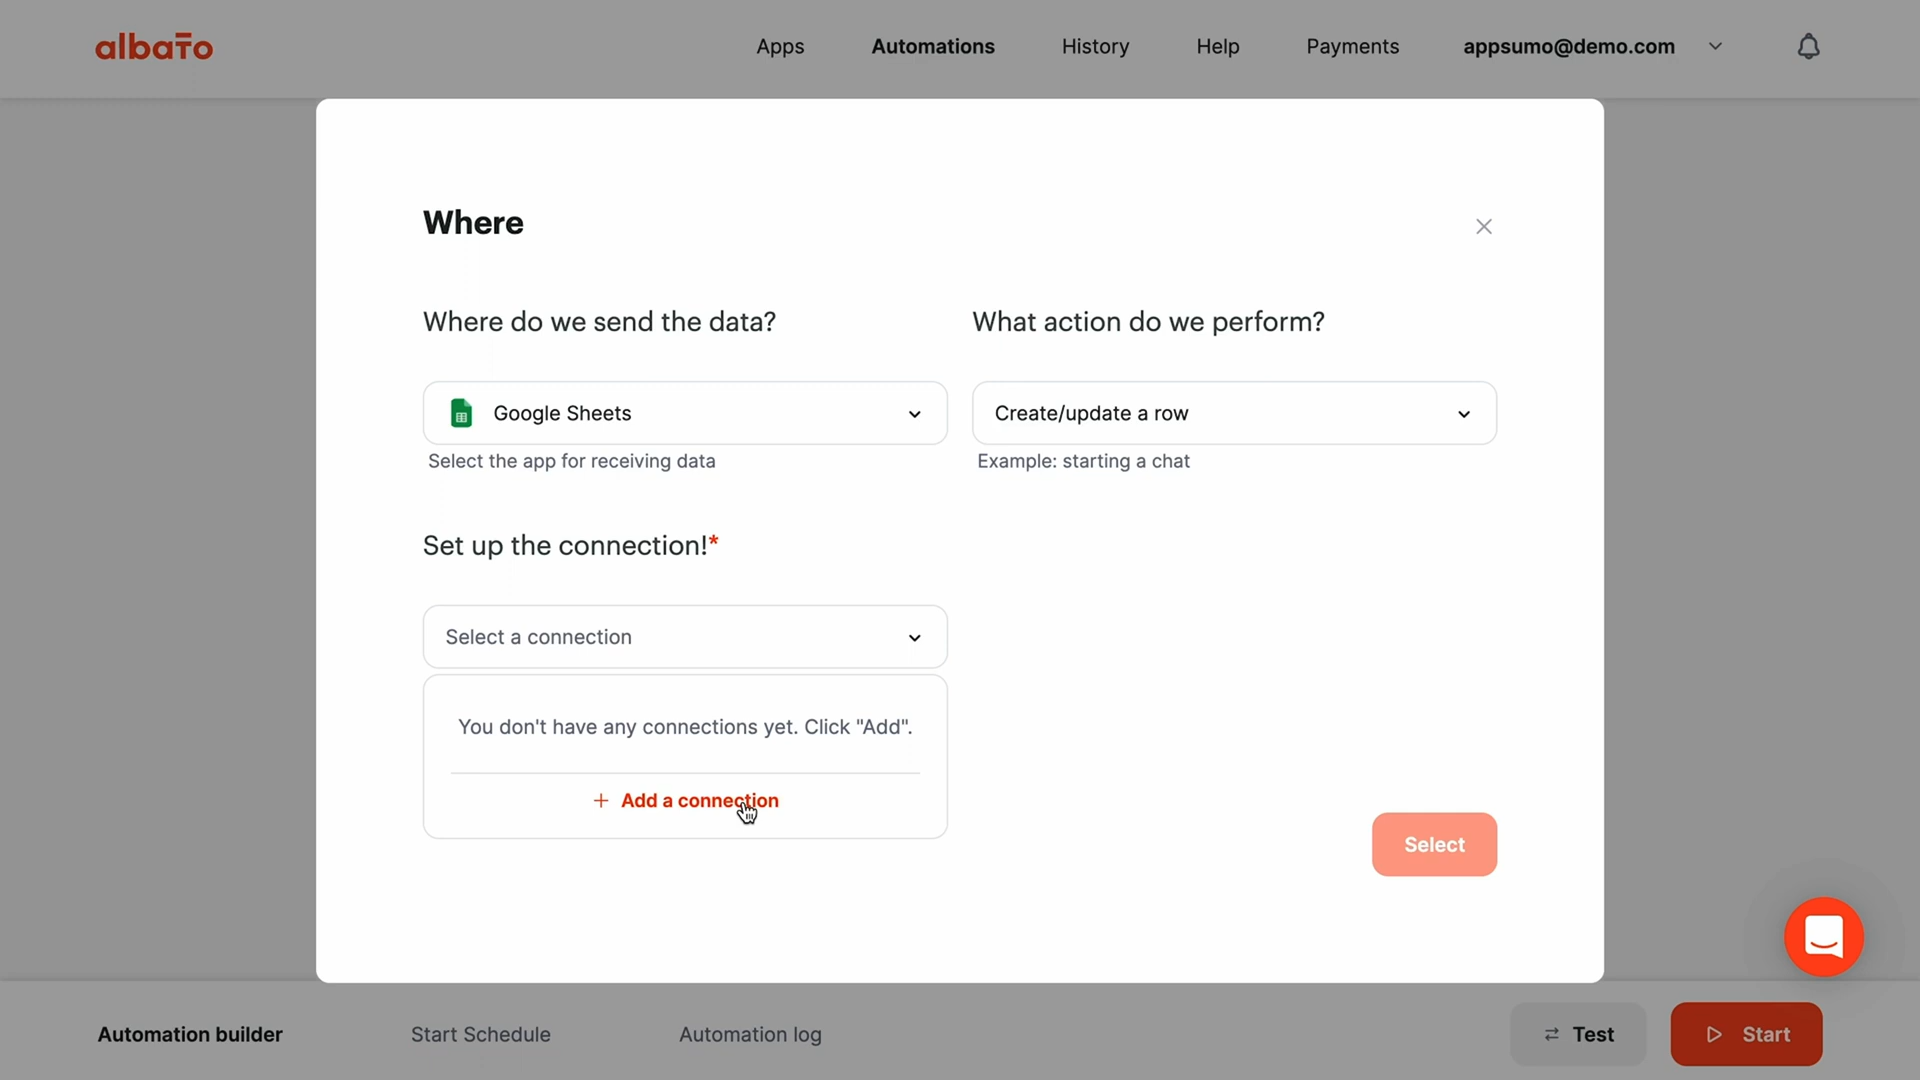 albato
Apps
Automations
History
Help
Payments
appsumo@demo.com
Where
Where do we send the data?
What action do we perform?
Google Sheets
Create/update a row
Select the app for receiving data
Example: starting a chat
Set up the connection!*
Select a connection
You don't have any connections yet. Click "Add".
+ Add a connection
Select
Automation builder
Start Schedule
Automation log
Test
Start